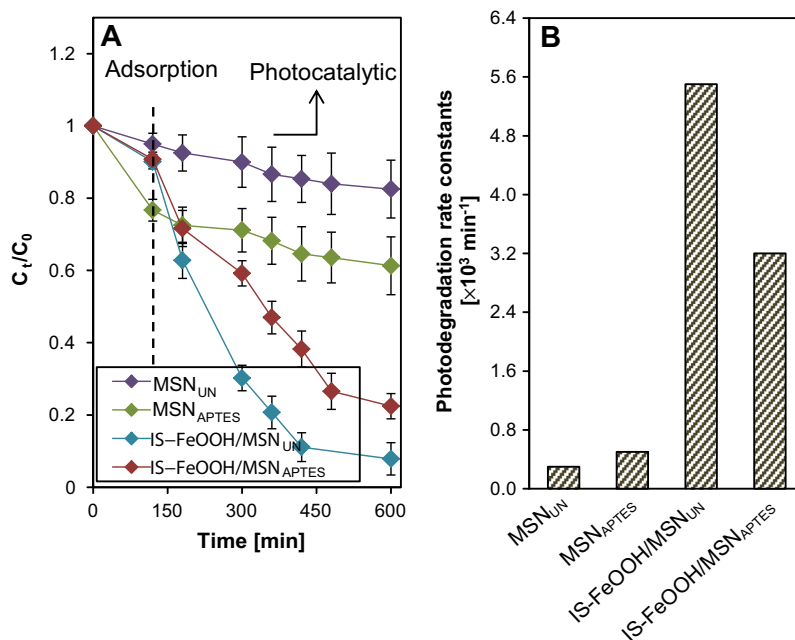 A
Adsorption
Photocatalytic
1.2
1
0.8
0.6
0.4
0.2
0
Ct/C0
MSNUN
MSNAPTES
IS–FeOOH/MSNUN
IS–FeOOH/MSNAPTES
0 150 300 450 600
Time [min]
B
6.4
5.6
4.8
4.0
3.2
2.4
1.6
0.8
0.0
Photodegradation rate constants
[×10³ min⁻¹]
MSNUN
MSNAPTES
IS-FeOOH/MSNUN
IS-FeOOH/MSNAPTES